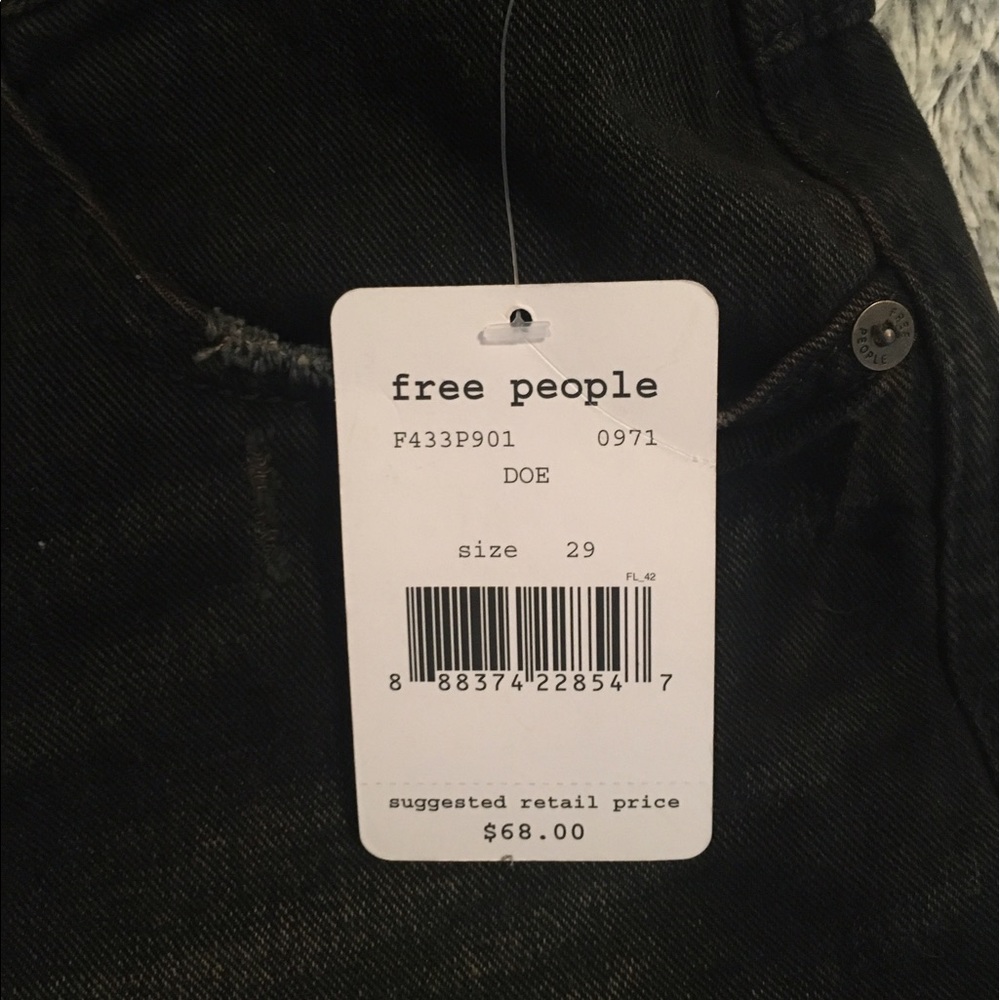 free people
F433P901 0971
DOE
size 29
FL_42
8 88374 22854 7
suggested retail price
$68.00
FREE
PEOPLE